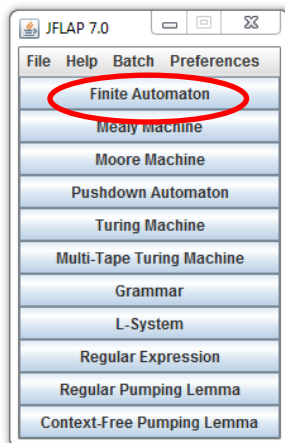 JFLAP 7.0
File Help Batch Preferences
Finite Automaton
Mealy Machine
Moore Machine
Pushdown Automaton
Turing Machine
Multi-Tape Turing Machine
Grammar
L-System
Regular Expression
Regular Pumping Lemma
Context-Free Pumping Lemma